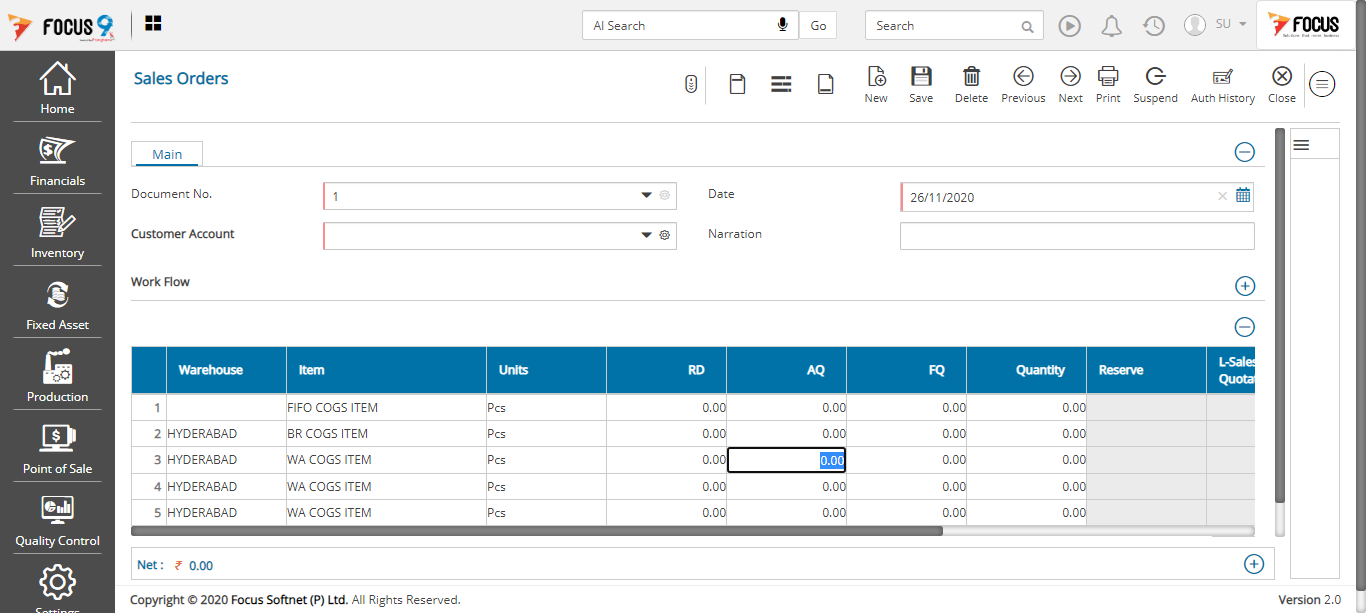 FOCUS 9
AI Search
Go
Search
SU
FOCUS
Home
Financials
Inventory
Fixed Asset
Production
Point of Sale
Quality Control
Settings
Sales Orders
New Save Delete Previous Next Print Suspend Auth History Close
Main
Document No. 1 Date 26/11/2020
Customer Account Narration
Work Flow
Warehouse Item Units RD AQ FQ Quantity Reserve L-Sales
1 FIFO COGS ITEM Pcs 0.00 0.00 0.00 0.00
2 HYDERABAD BR COGS ITEM Pcs 0.00 0.00 0.00 0.00
3 HYDERABAD WA COGS ITEM Pcs 0.00 0.00 0.00 0.00
4 HYDERABAD WA COGS ITEM Pcs 0.00 0.00 0.00 0.00
5 HYDERABAD WA COGS ITEM Pcs 0.00 0.00 0.00 0.00
Net : ₹ 0.00
Copyright © 2020 Focus Softnet (P) Ltd. All Rights Reserved.
Version 2.0